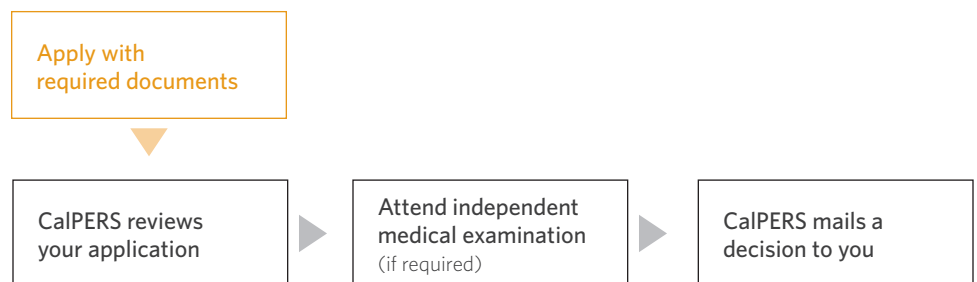 Apply with
required documents
CalPERS reviews
your application
Attend independent
medical examination
(if required)
CalPERS mails a
decision to you